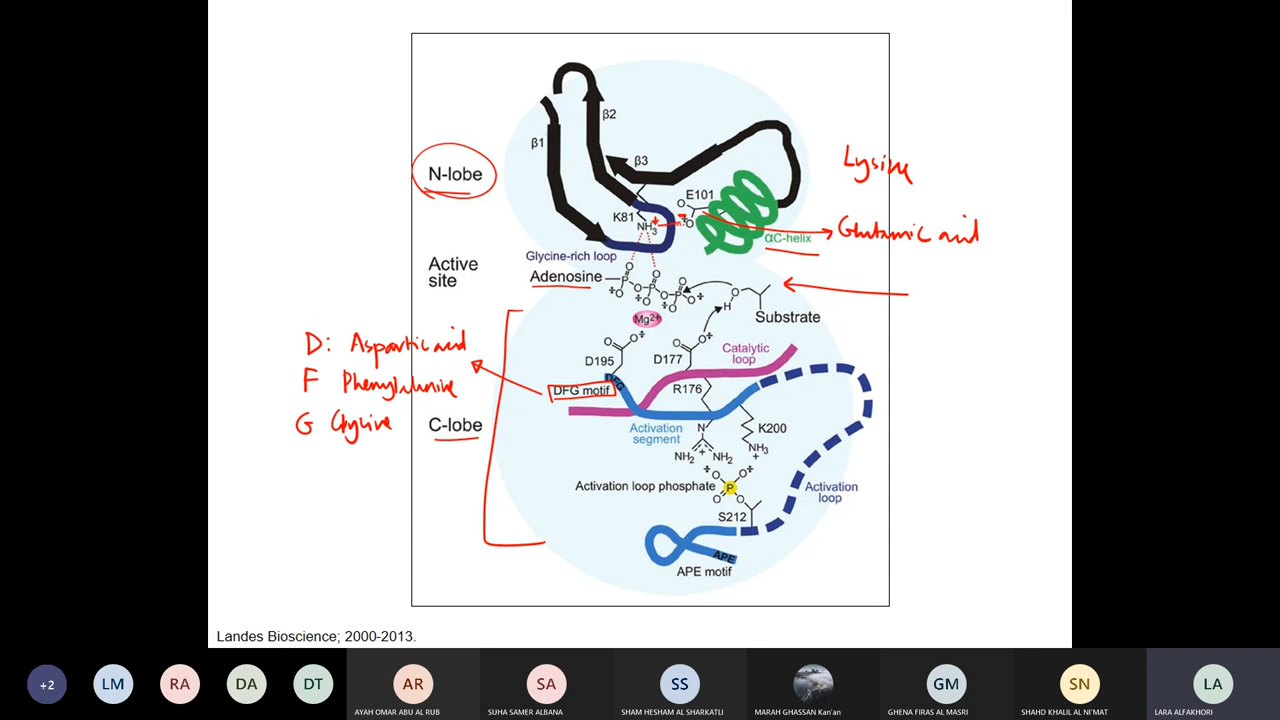 β2
β1
β3
Lysine
N-lobe
E101
O
O
K81
+
-
NH₃
αC-helix
Glutamic acid
Glycine-rich loop
Active
site
Adenosine
O
O
O
P
P
P
O
O
O
O
O
O
H
Mg2+
Substrate
D: Aspartic acid
O
O
O
O
D195
D177
Catalytic
loop
F Phenylalanine
DFG
DFG motif
R176
G Glycine
C-lobe
Activation
segment
N
K200
NH₂
+
NH₂
NH₃
+
Activation loop phosphate
O
O
P
O
O
Activation
loop
S212
APE
APE motif
Landes Bioscience; 2000-2013.
+2
LM
RA
DA
DT
AR
SA
SS
GM
SN
LA
AYAH OMAR ABU AL RUB
SUHA SAMER ALBANA
SHAM HESHAM AL SHARKATLI
MARAH GHASSAN Kan'an
GHENA FIRAS AL MASRI
SHAHD KHALIL AL NI'MAT
LARA ALFAKHORI